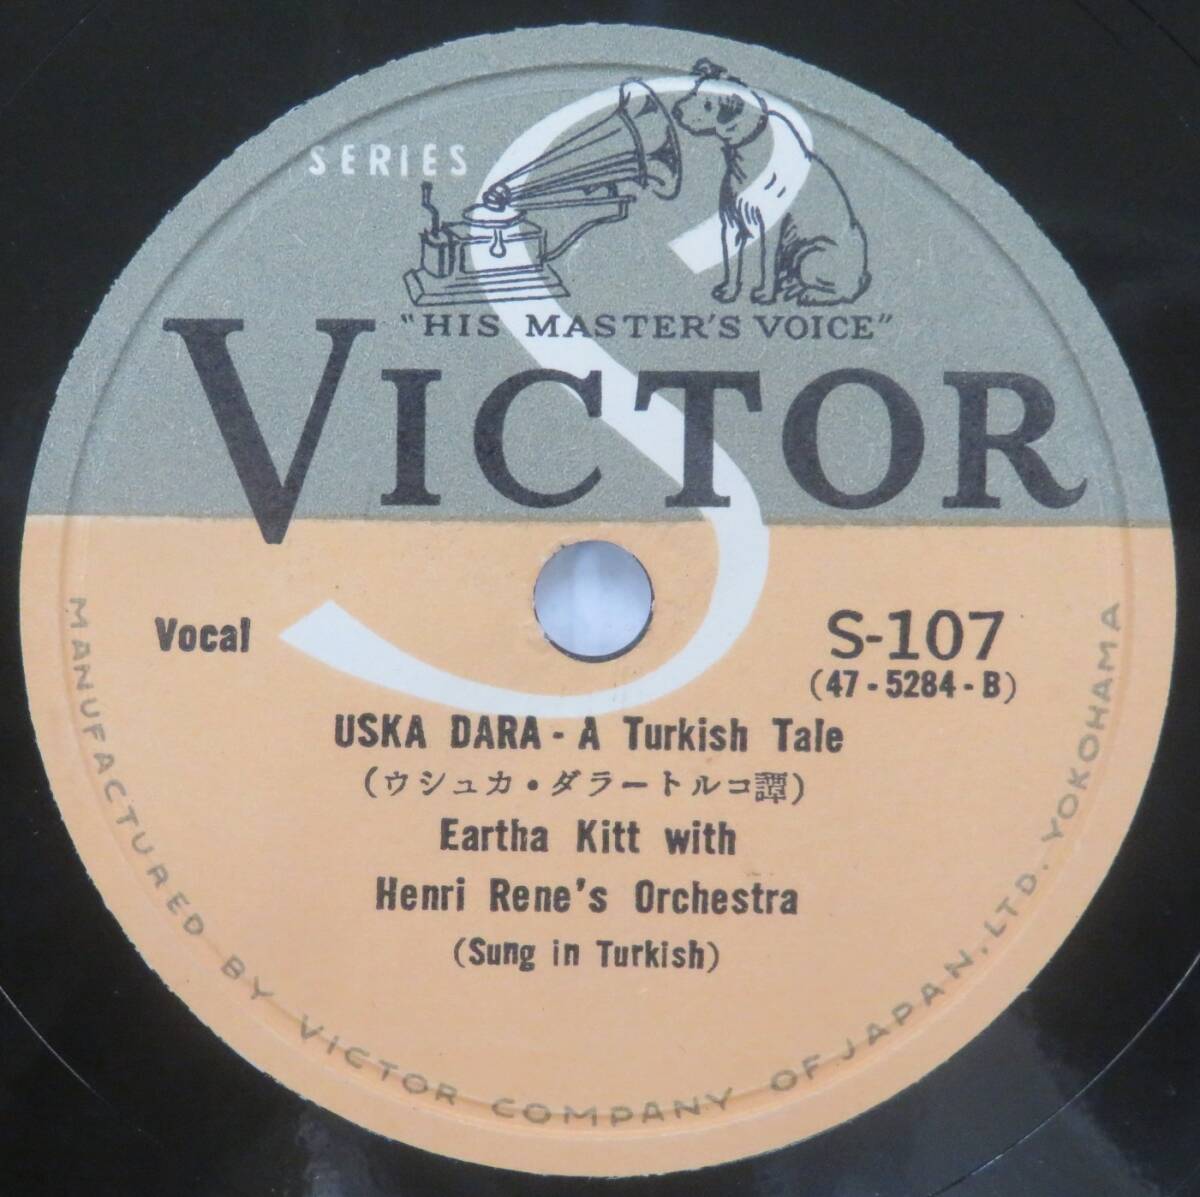 SERIES
S
"HIS MASTER'S VOICE"
VICTOR
Vocal
S-107
(47-5284-B)
USKA DARA - A Turkish Tale
(ウシュカ・ダラートルコ譚)
Eartha Kitt with
Henri Rene's Orchestra
(Sung in Turkish)
MANUFACTURED BY VICTOR COMPANY OF JAPAN, LTD. YOKOHAMA